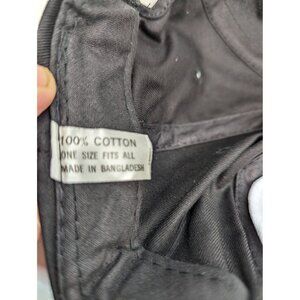 100% COTTON
ONE SIZE FITS ALL
MADE IN BANGLADESH